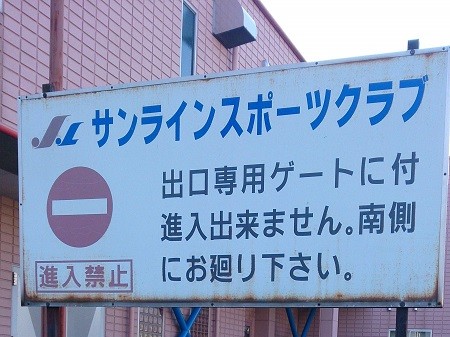 サンラインスポーツクラブ
出口専用ゲートに付
進入出来ません。南側
にお廻り下さい。
進入禁止